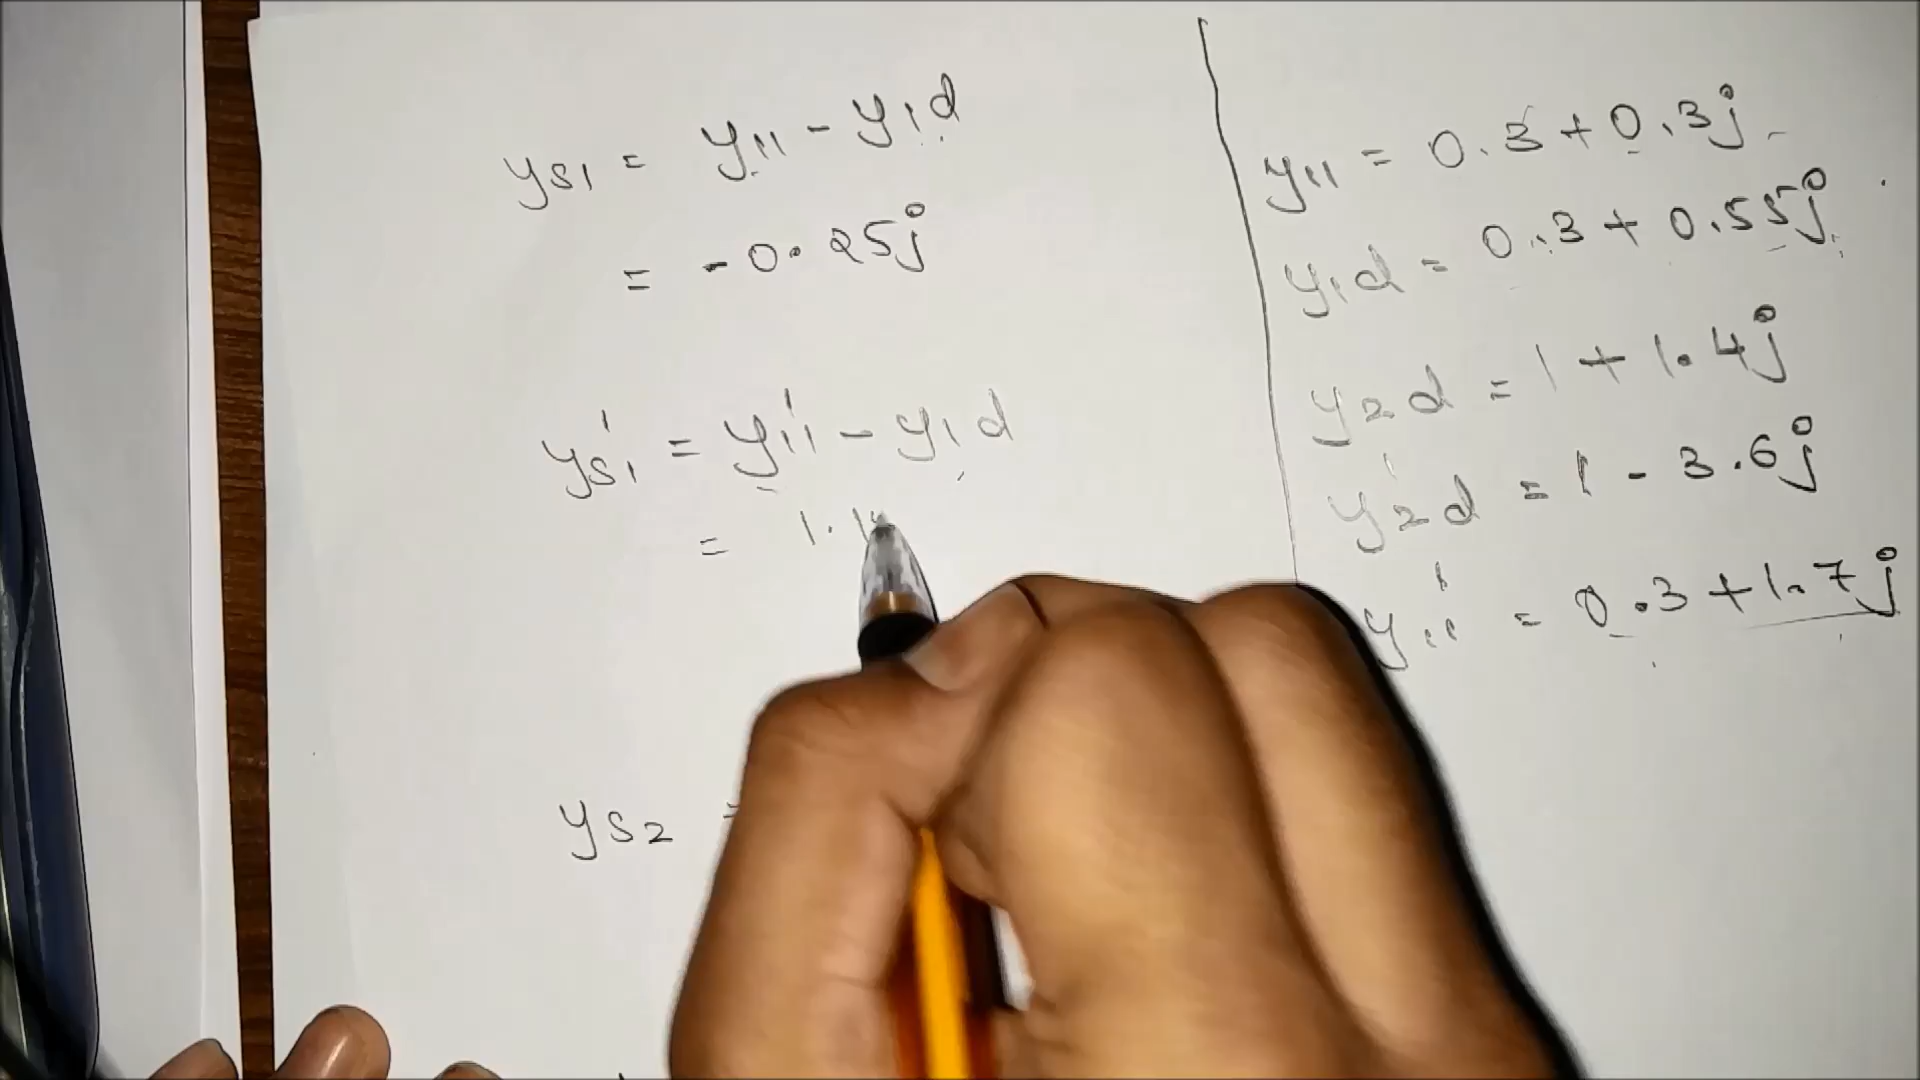 ys1 = y11 - y1d
= -0.25j
y's1 = y'11 - y1d
= 1.1
ys2 =
y11 = 0.3 + 0.3j
y1d = 0.3 + 0.55j
y2d = 1 + 1.4j
y'2d = 1 - 3.6j
y'11 = 0.3 + 1.7j